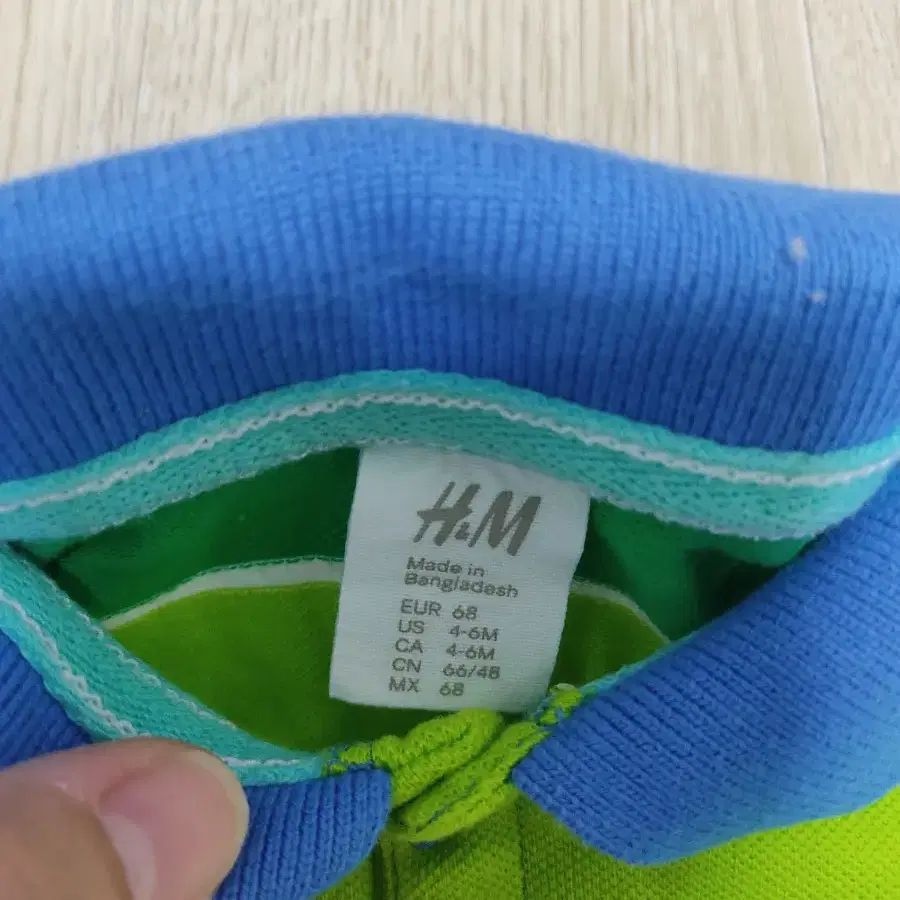 H&M
Made in
Bangladesh
EUR 68
US 4-6M
CA 4-6M
CN 66/48
MX 68